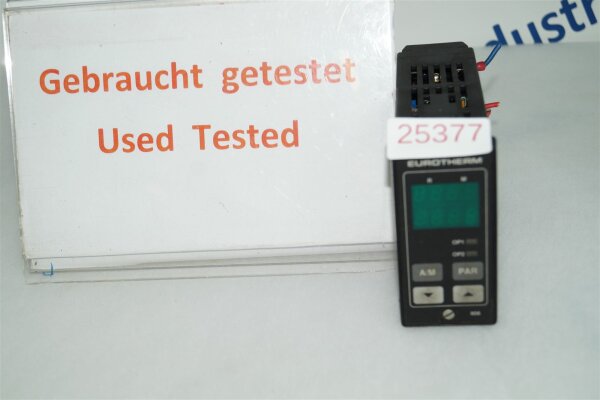 Gebraucht getestet
Used Tested
25377
EUROTHERM
OP1
OP2
A/M
PAR